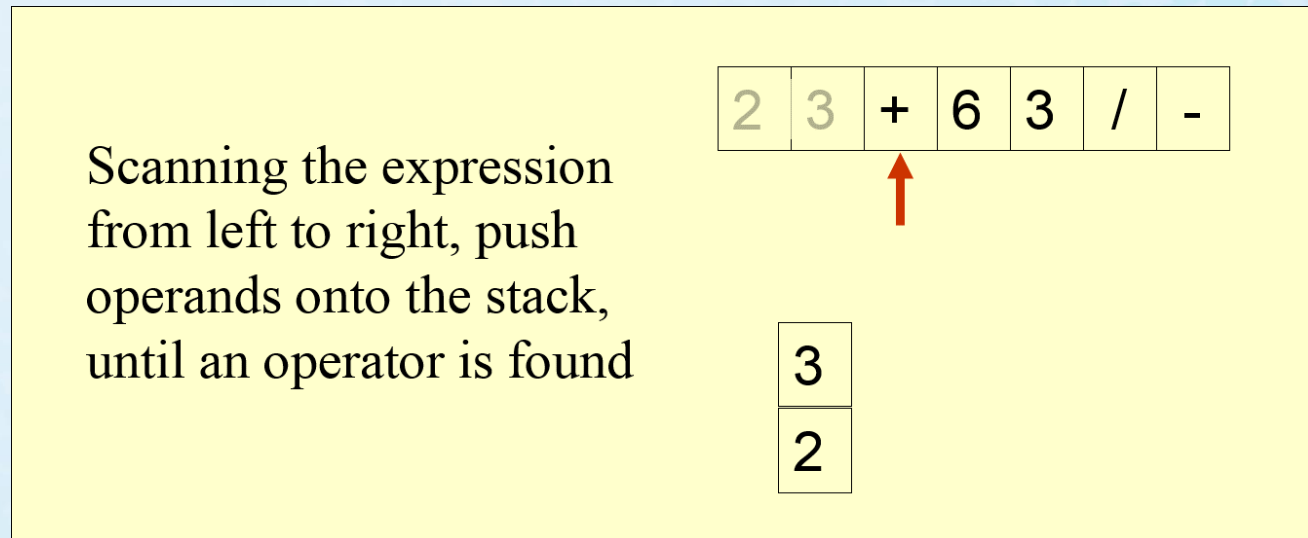 2 3 + 6 3 / -
Scanning the expression
from left to right, push
operands onto the stack,
until an operator is found
3
2